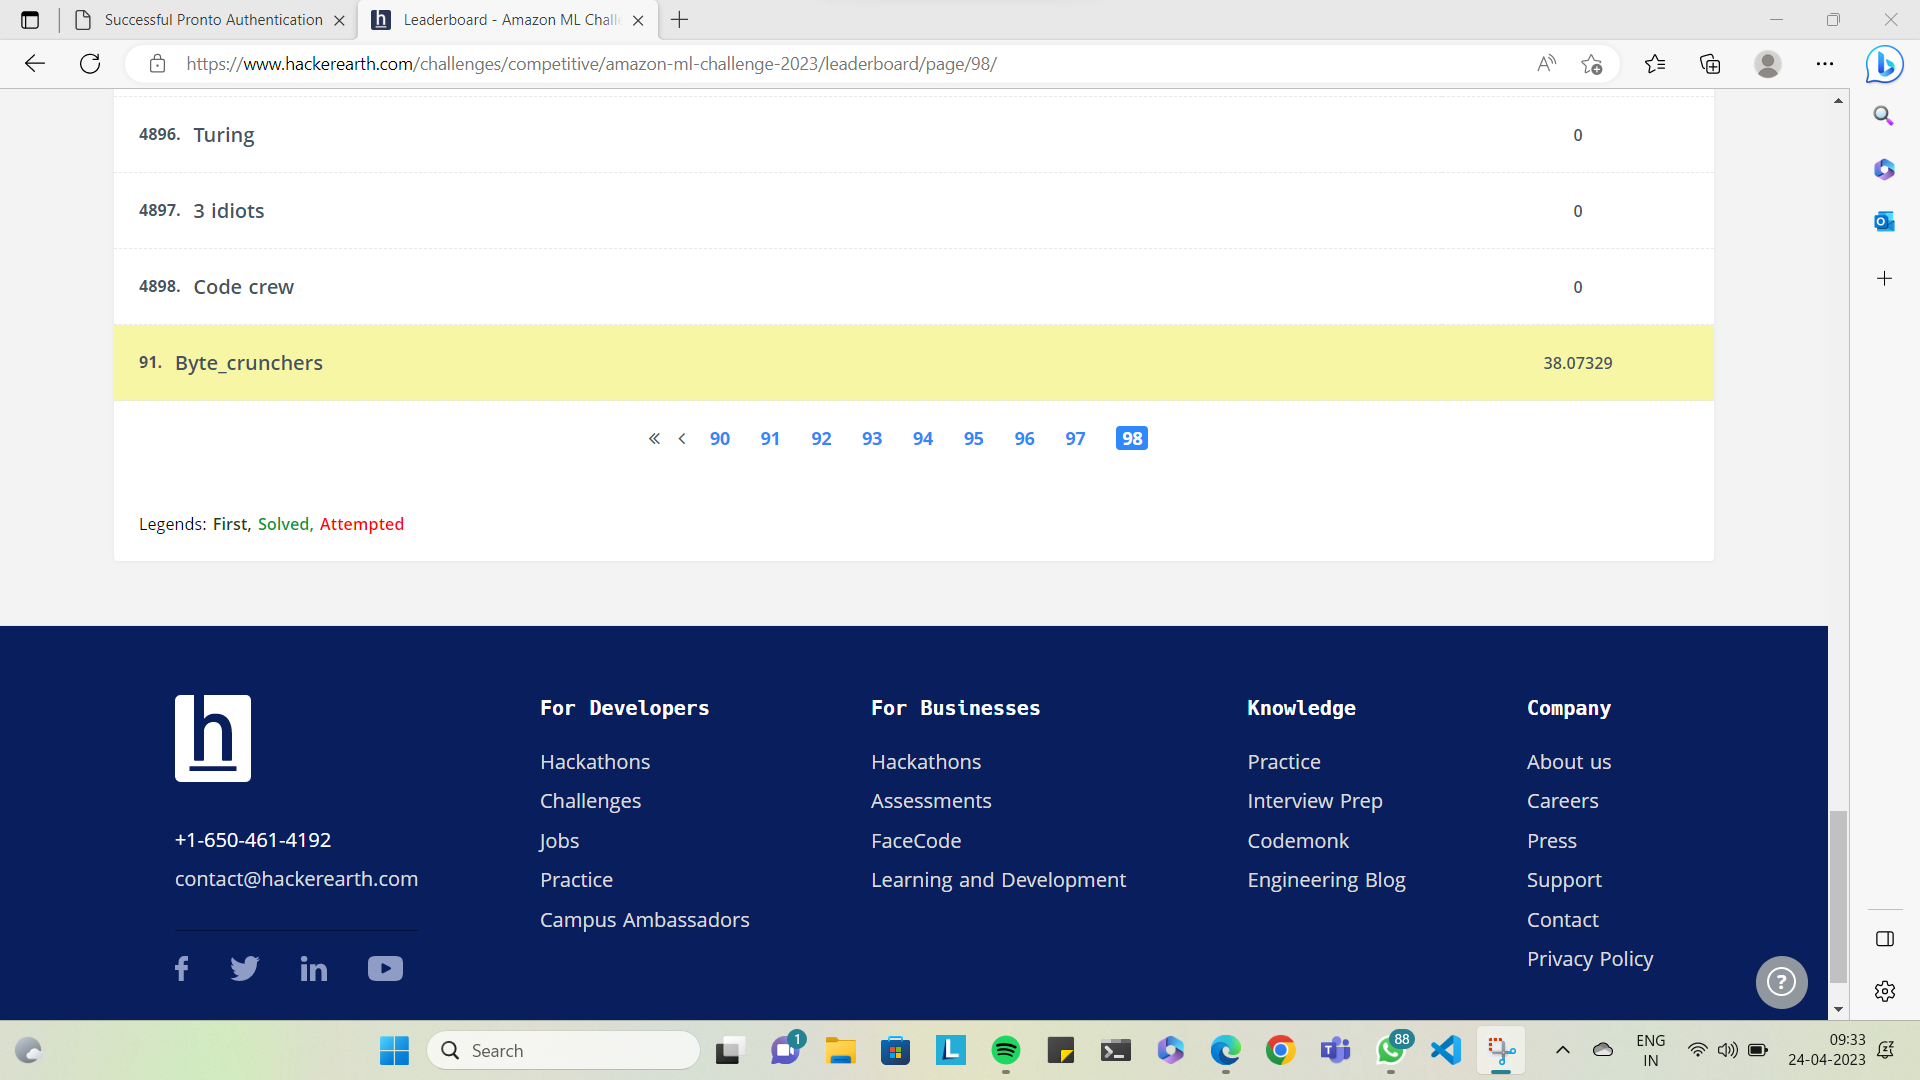 Successful Pronto Authentication
Leaderboard - Amazon ML Chall
https://www.hackerearth.com/challenges/competitive/amazon-ml-challenge-2023/leaderboard/page/98/
4896. Turing 0
4897. 3 idiots 0
4898. Code crew 0
91. Byte_crunchers 38.07329
« ‹ 90 91 92 93 94 95 96 97 98
Legends: First, Solved, Attempted
h
+1-650-461-4192
contact@hackerearth.com
For Developers
Hackathons
Challenges
Jobs
Practice
Campus Ambassadors
For Businesses
Hackathons
Assessments
FaceCode
Learning and Development
Knowledge
Practice
Interview Prep
Codemonk
Engineering Blog
Company
About us
Careers
Press
Support
Contact
Privacy Policy
?
Search
1
88
ENG
IN
09:33
24-04-2023